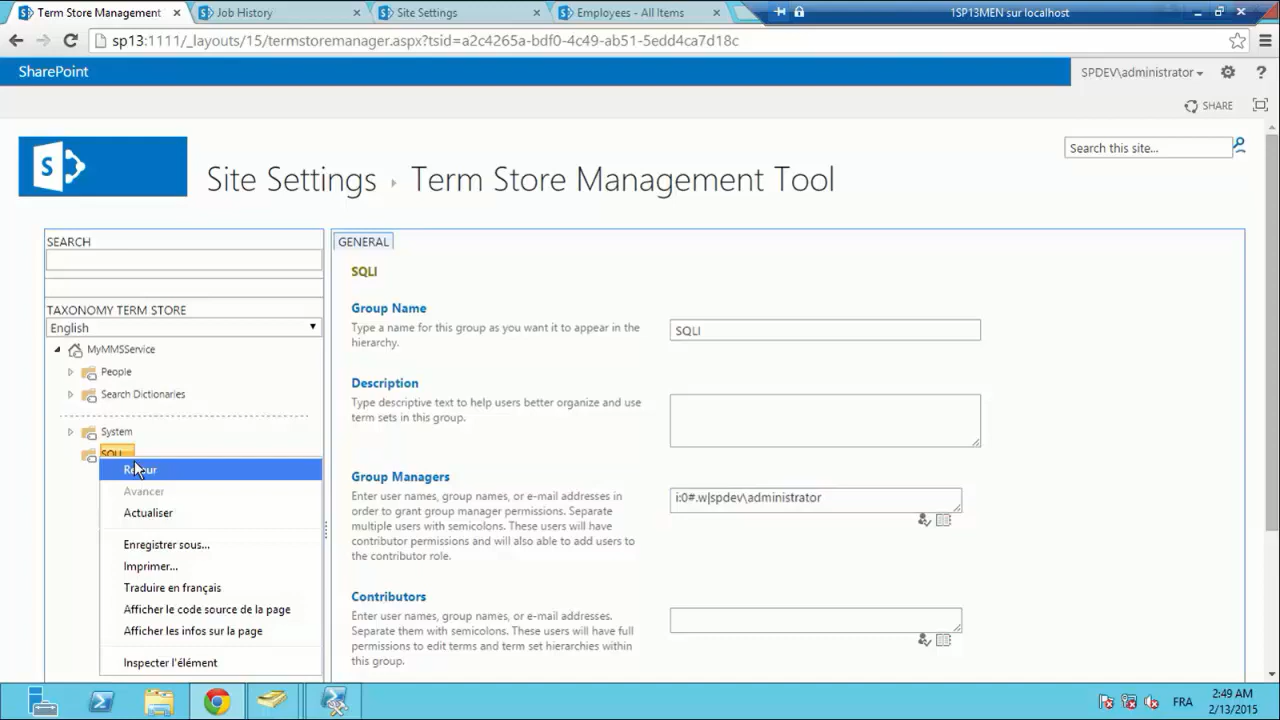 Term Store Management
Job History
Site Settings
Employees - All Items
1SP13MEN sur localhost
sp13:1111/_layouts/15/termstoremanager.aspx?tsid=a2c4265a-bdf0-4c49-ab51-5edd4ca7d18c
SharePoint
SPDEV\administrator
?
SHARE
S
Site Settings
Term Store Management Tool
Search this site...
SEARCH
TAXONOMY TERM STORE
English
MyMMSService
People
Search Dictionaries
System
SQLI
Retour
Avancer
Actualiser
Enregistrer sous...
Imprimer...
Traduire en français
Afficher le code source de la page
Afficher les infos sur la page
Inspecter l'élément
GENERAL
SQLI
Group Name
Type a name for this group as you want it to appear in the
hierarchy.
SQLI
Description
Type descriptive text to help users better organize and use
term sets in this group.
Group Managers
Enter user names, group names, or e-mail addresses in
order to grant group manager permissions. Separate
multiple users with semicolons. These users will have
contributor permissions and will also able to add users to
the contributor role.
i:0#.w|spdev\administrator
Contributors
Enter user names, group names, or e-mail addresses.
Separate them with semicolons. These users will have full
permissions to edit terms and term set hierarchies within
this group.
FRA
2:49 AM
2/13/2015